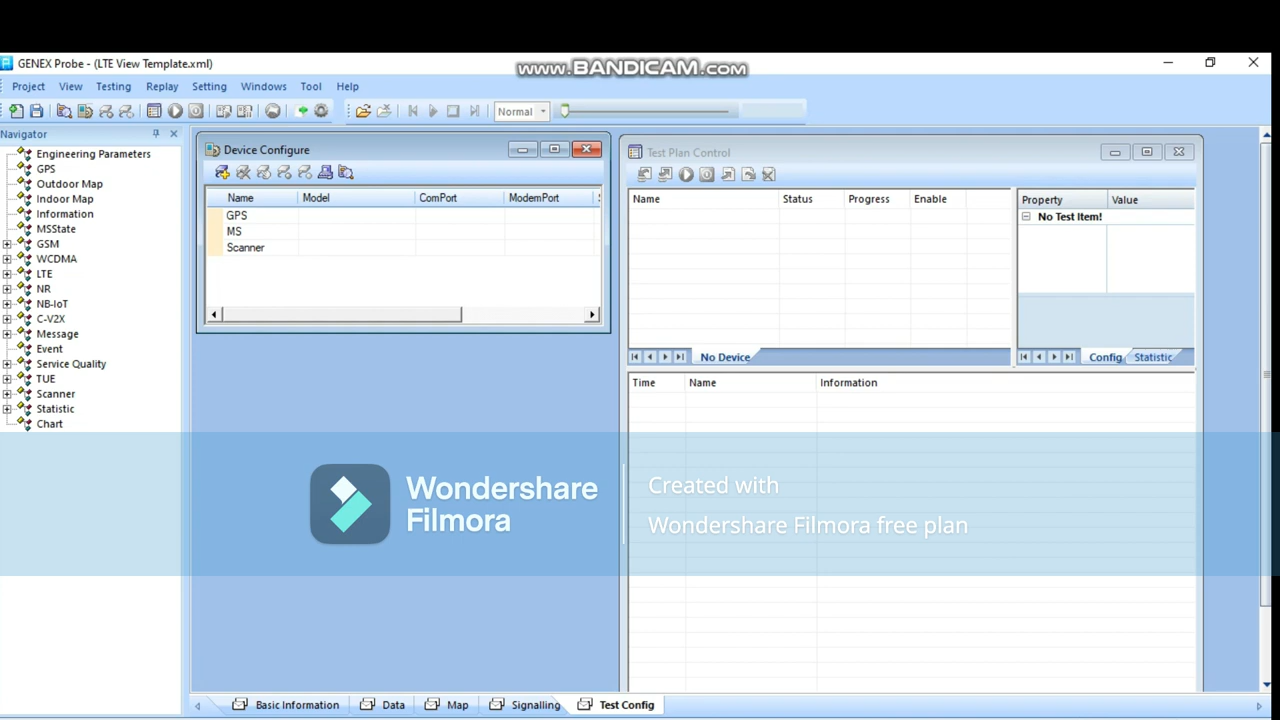 GENEX Probe - (LTE View Template.xml)
www.BANDICAM.com
Project View Testing Replay Setting Windows Tool Help
Normal
Navigator
Engineering Parameters
GPS
Outdoor Map
Indoor Map
Information
MSState
GSM
WCDMA
LTE
NR
NB-IoT
C-V2X
Message
Event
Service Quality
TUE
Scanner
Statistic
Chart
Device Configure
Name Model ComPort ModemPort
GPS
MS
Scanner
Test Plan Control
Name Status Progress Enable
Property Value
No Test Item!
No Device
Config Statistic
Time Name Information
Wondershare
Filmora
Created with
Wondershare Filmora free plan
Basic Information Data Map Signalling Test Config